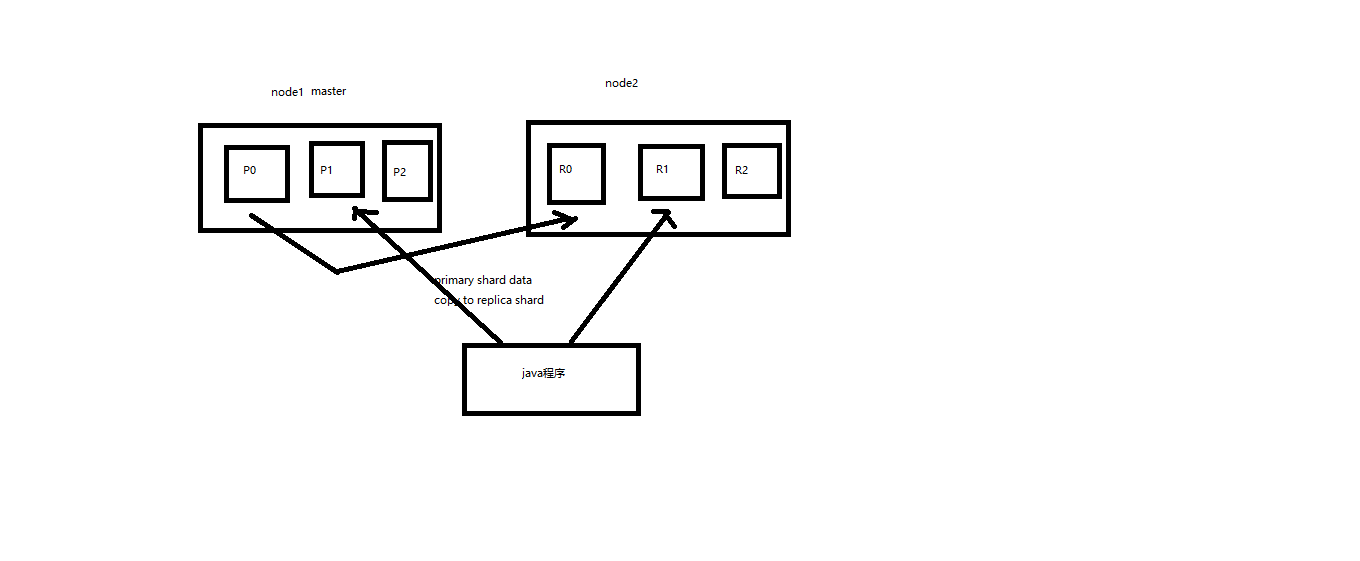 node1 master
node2
P0
P1
P2
R0
R1
R2
primary shard data
copy to replica shard
java程序